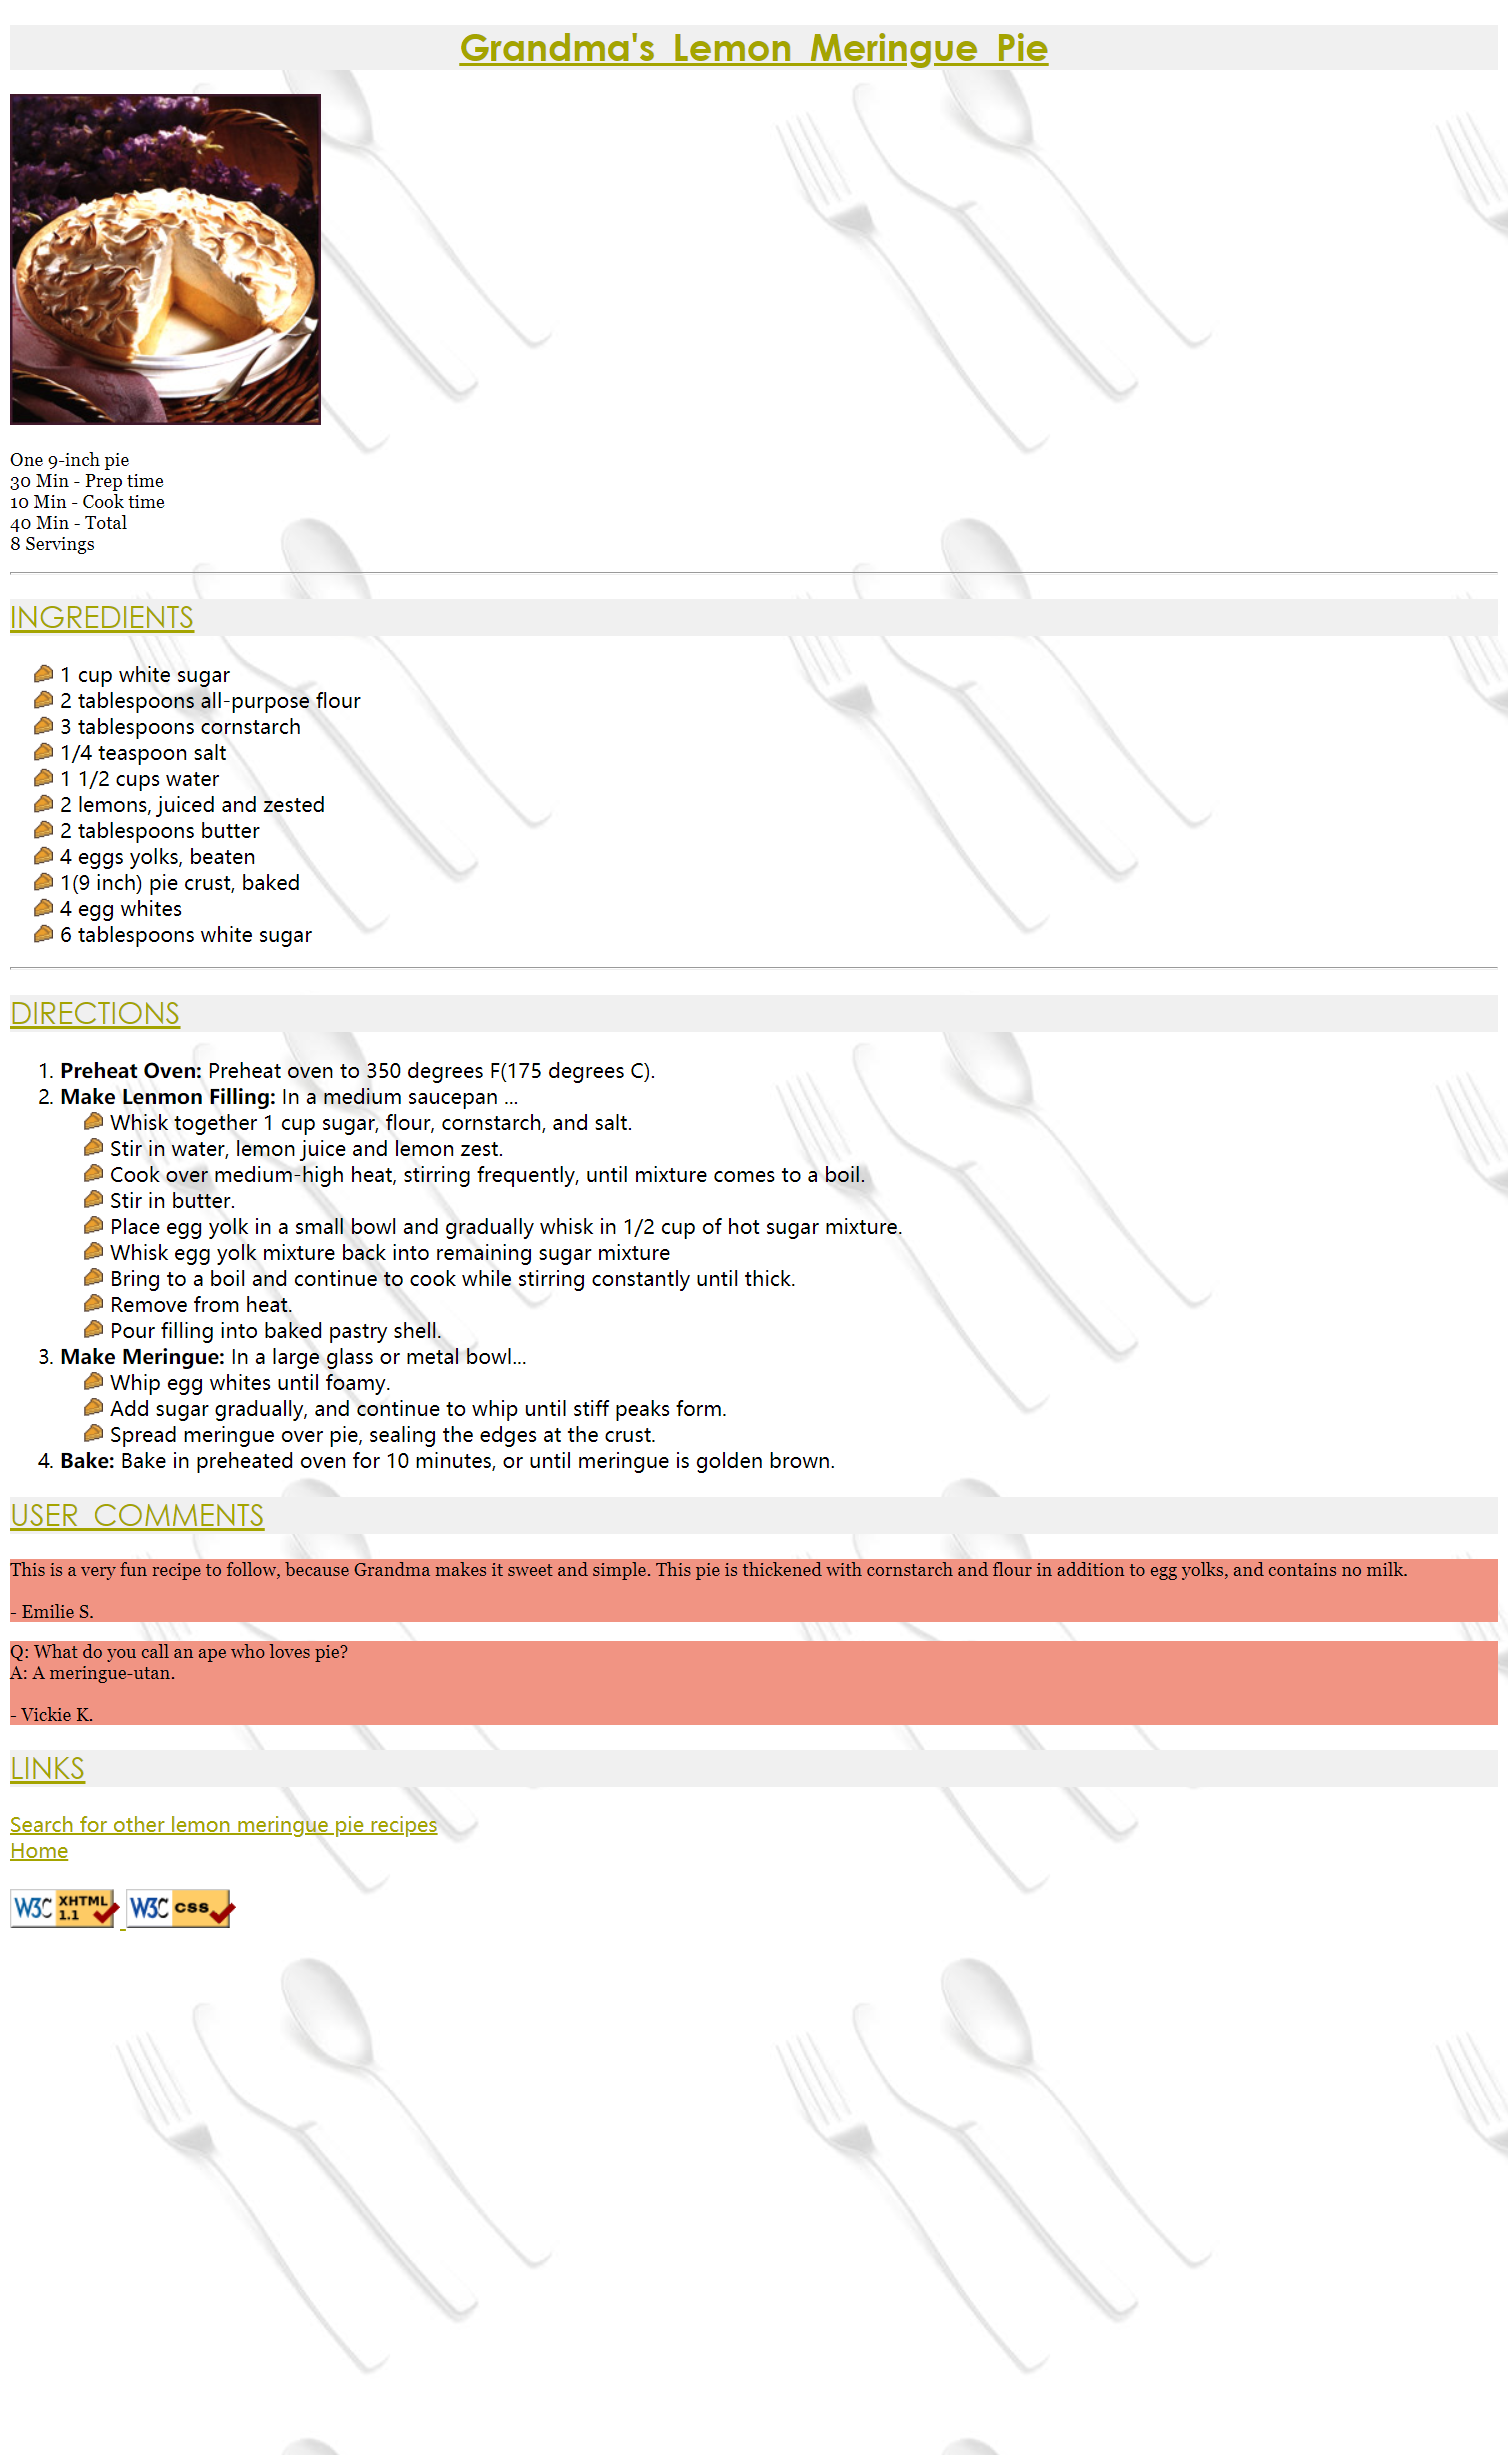 Grandma's Lemon Meringue Pie
One 9-inch pie
30 Min - Prep time
10 Min - Cook time
40 Min - Total
8 Servings
INGREDIENTS
1 cup white sugar
2 tablespoons all-purpose flour
3 tablespoons cornstarch
1/4 teaspoon salt
1 1/2 cups water
2 lemons, juiced and zested
2 tablespoons butter
4 eggs yolks, beaten
1(9 inch) pie crust, baked
4 egg whites
6 tablespoons white sugar
DIRECTIONS
1. Preheat Oven: Preheat oven to 350 degrees F(175 degrees C).
2. Make Lenmon Filling: In a medium saucepan ...
Whisk together 1 cup sugar, flour, cornstarch, and salt.
Stir in water, lemon juice and lemon zest.
Cook over medium-high heat, stirring frequently, until mixture comes to a boil.
Stir in butter.
Place egg yolk in a small bowl and gradually whisk in 1/2 cup of hot sugar mixture.
Whisk egg yolk mixture back into remaining sugar mixture
Bring to a boil and continue to cook while stirring constantly until thick.
Remove from heat.
Pour filling into baked pastry shell.
3. Make Meringue: In a large glass or metal bowl...
Whip egg whites until foamy.
Add sugar gradually, and continue to whip until stiff peaks form.
Spread meringue over pie, sealing the edges at the crust.
4. Bake: Bake in preheated oven for 10 minutes, or until meringue is golden brown.
USER COMMENTS
This is a very fun recipe to follow, because Grandma makes it sweet and simple. This pie is thickened with cornstarch and flour in addition to egg yolks, and contains no milk.
- Emilie S.
Q: What do you call an ape who loves pie?
A: A meringue-utan.
- Vickie K.
LINKS
Search for other lemon meringue pie recipes
Home
W3C XHTML 1.1 W3C CSS